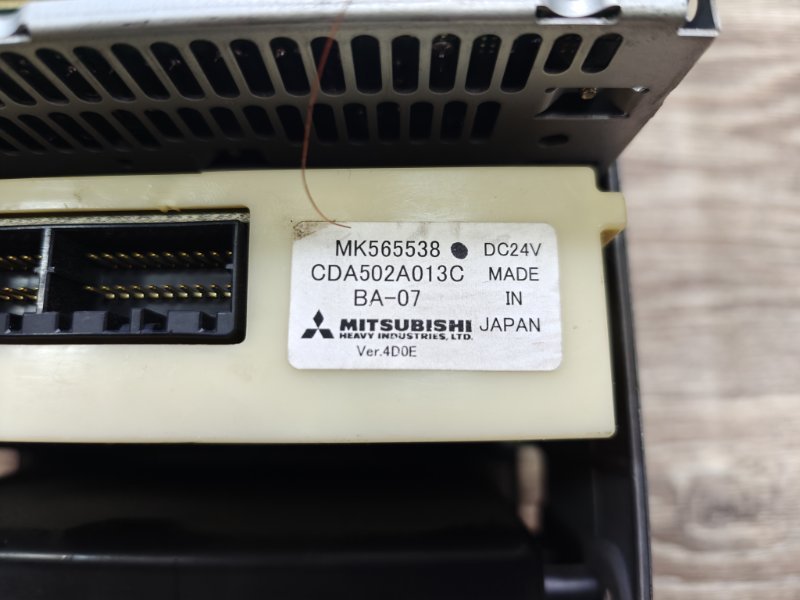 MK565538 ● DC24V
CDA502A013C MADE
BA-07 IN
MITSUBISHI JAPAN
HEAVY INDUSTRIES, LTD.
Ver.4D0E